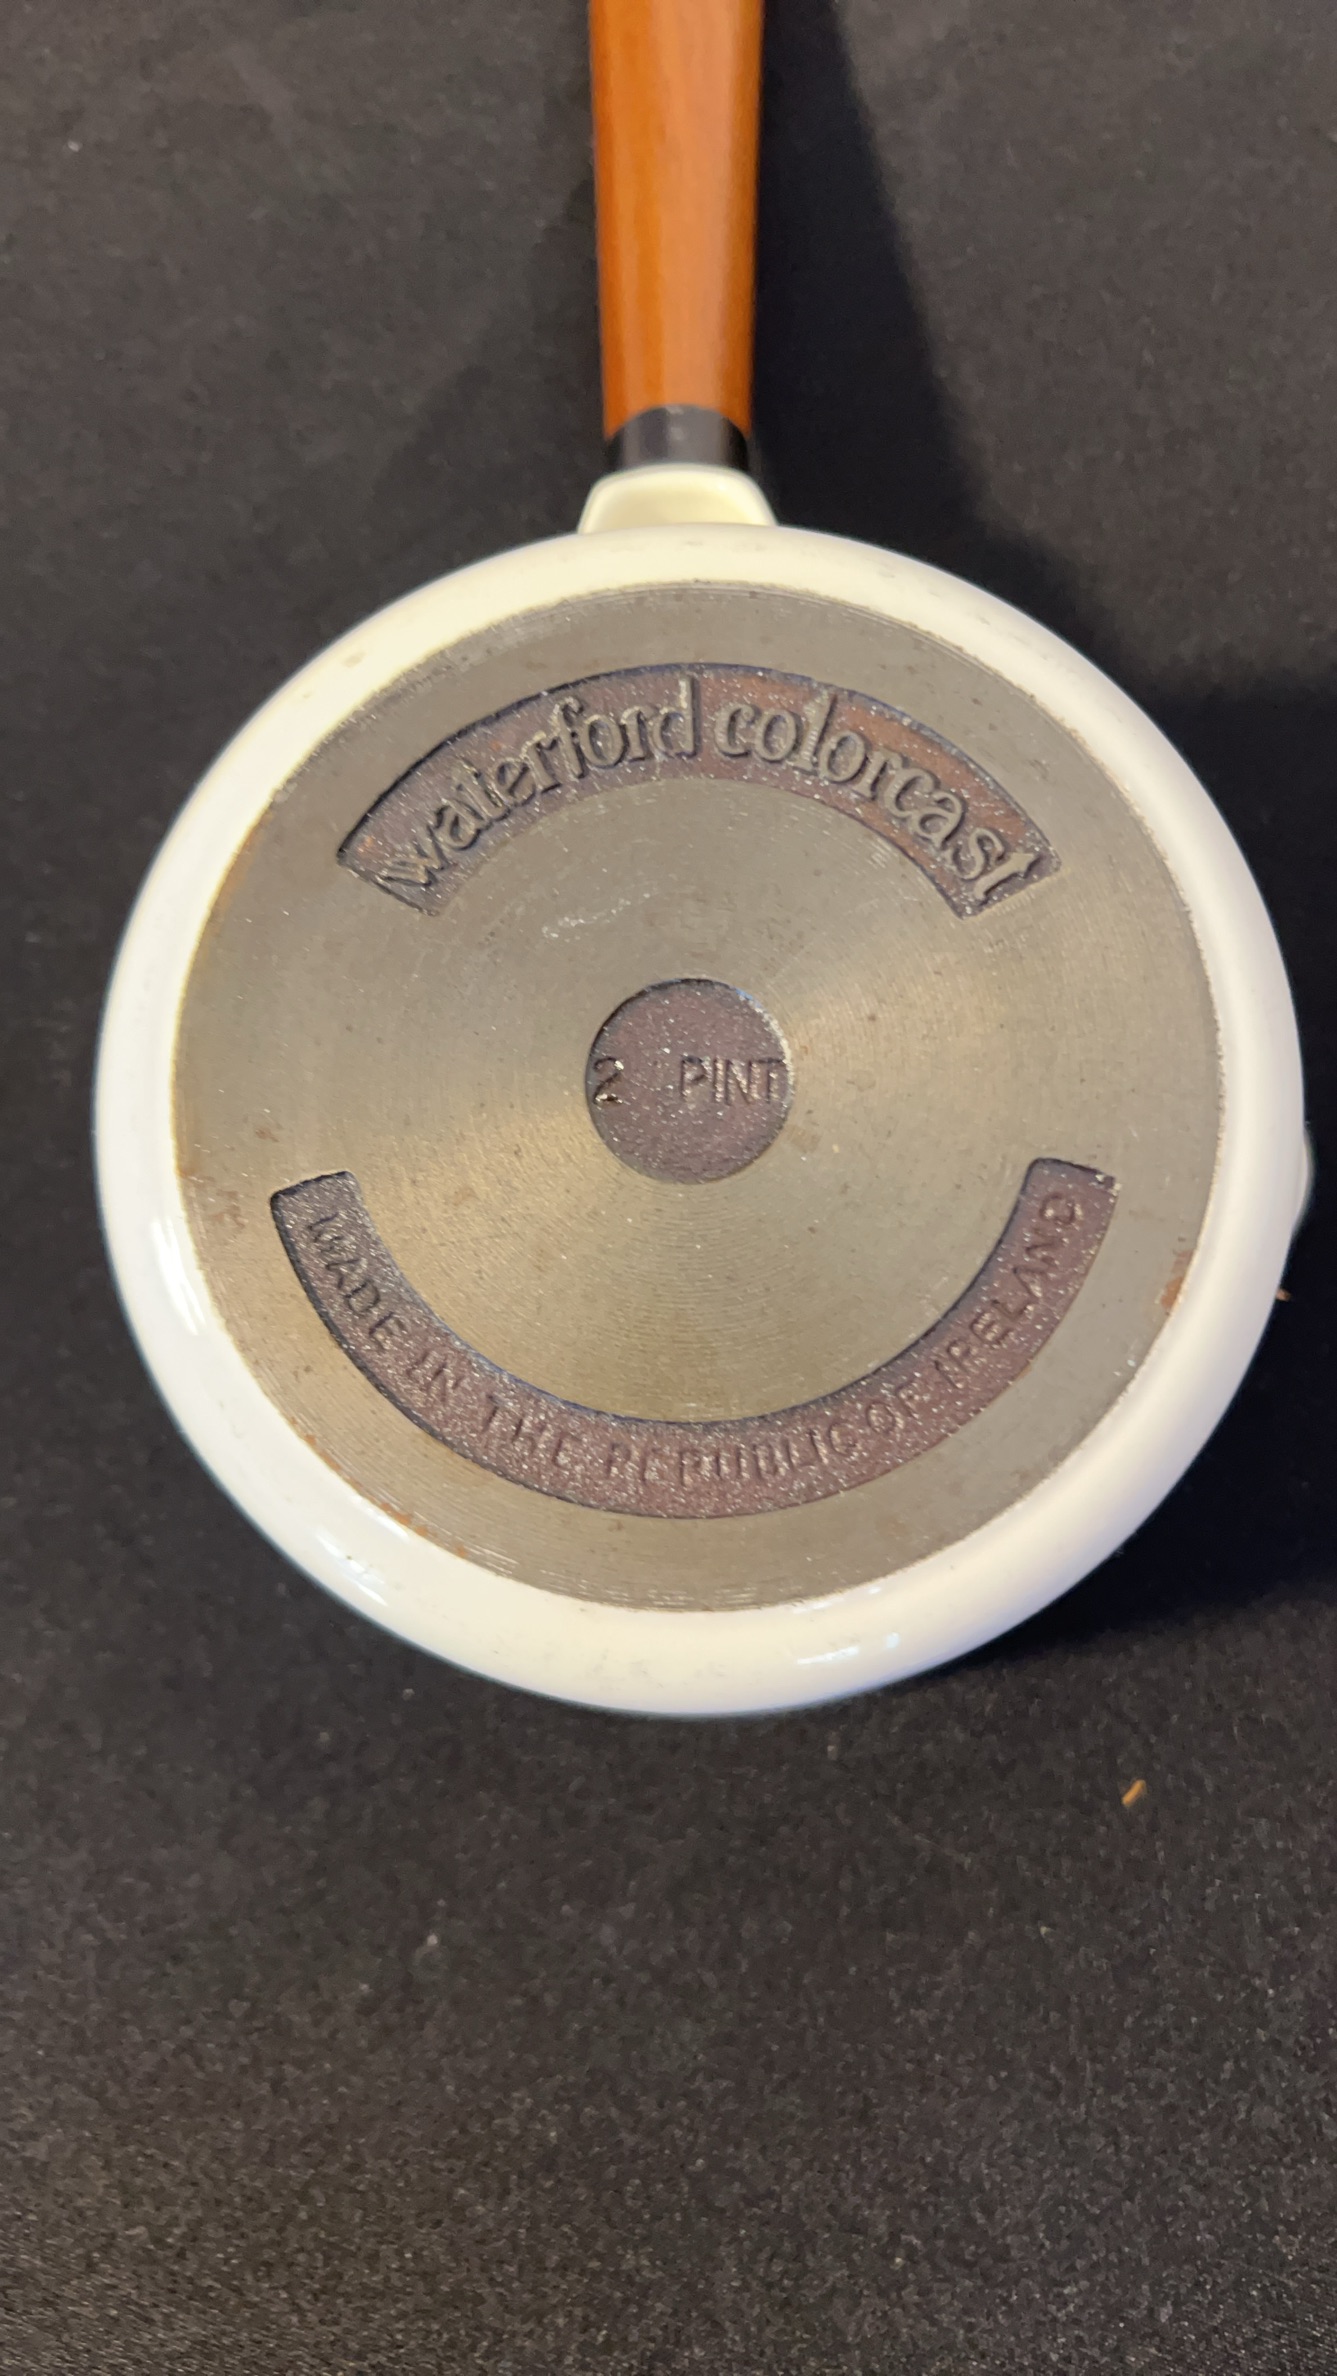 waterford colorcast
2 PINT
MADE IN THE REPUBLIC OF IRELAND